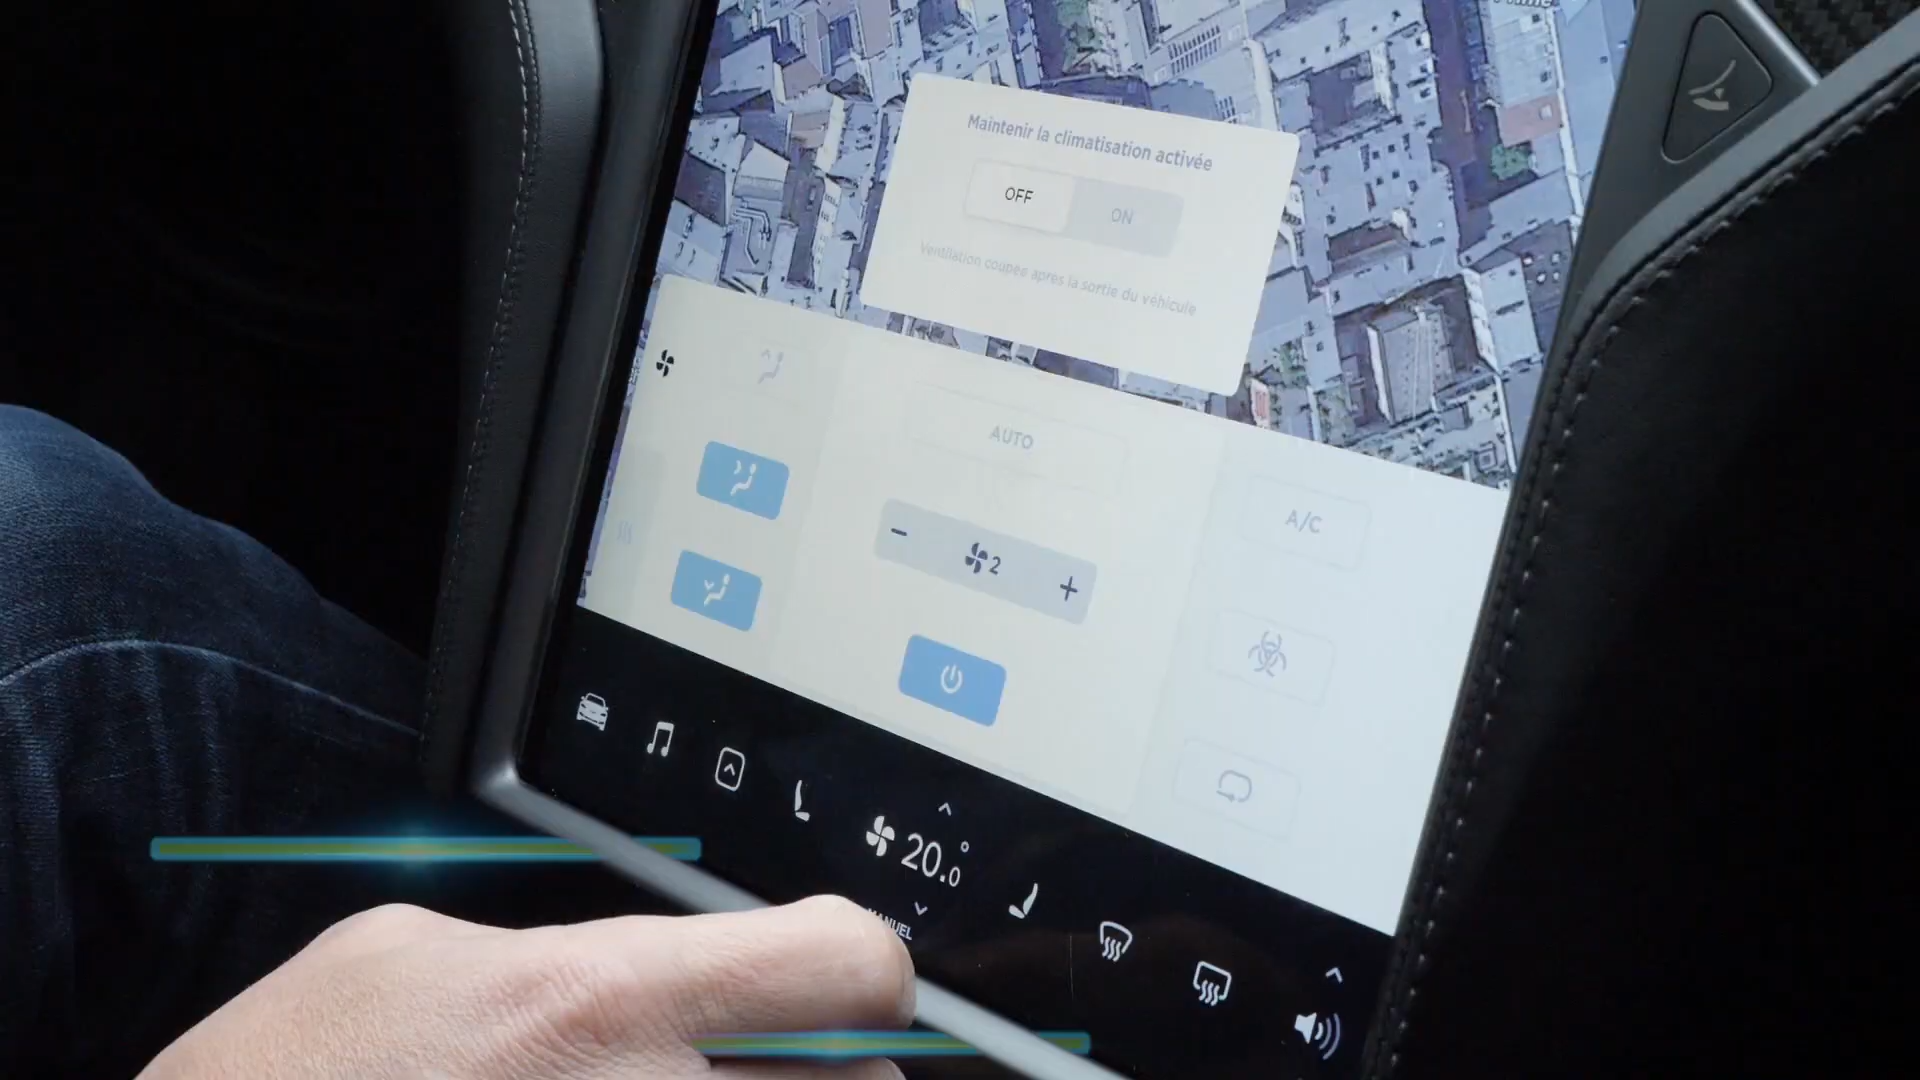 Maintenir la climatisation activée
OFF
ON
Ventilation coupée après la sortie du véhicule
AUTO
A/C
2
20.0°
MANUEL